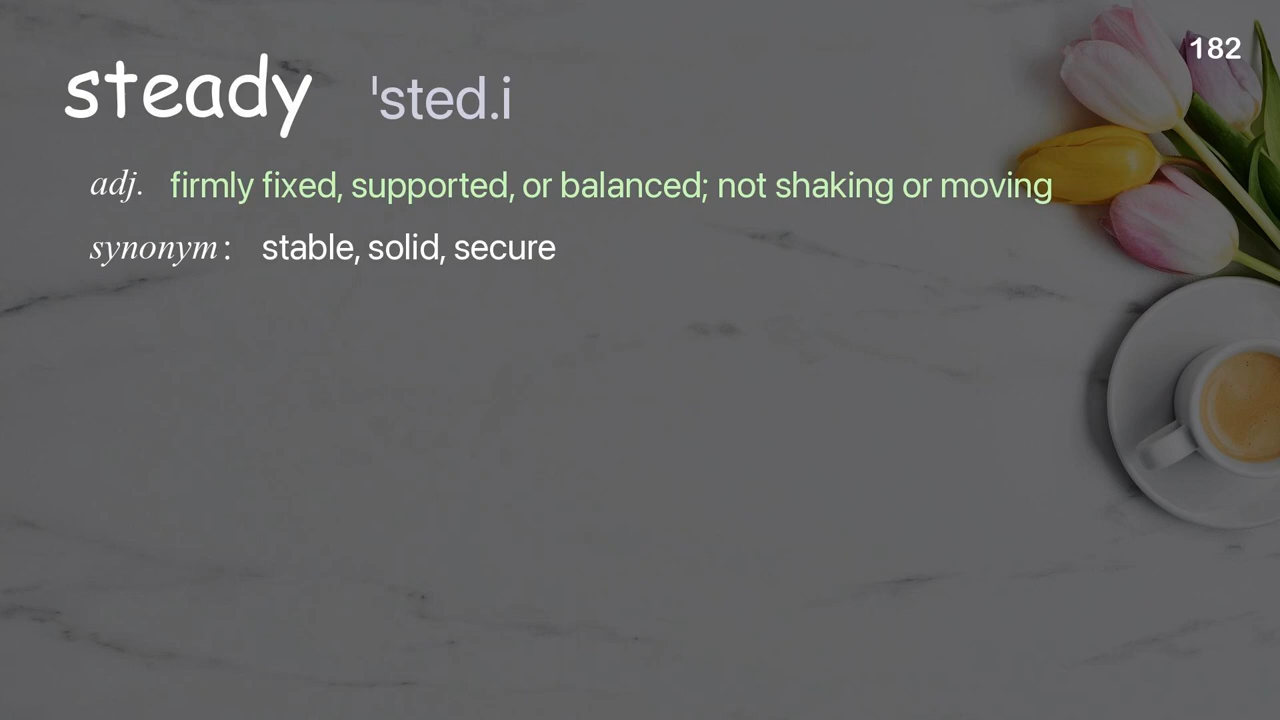 182
steady 'sted.i
adj. firmly fixed, supported, or balanced; not shaking or moving
synonym: stable, solid, secure